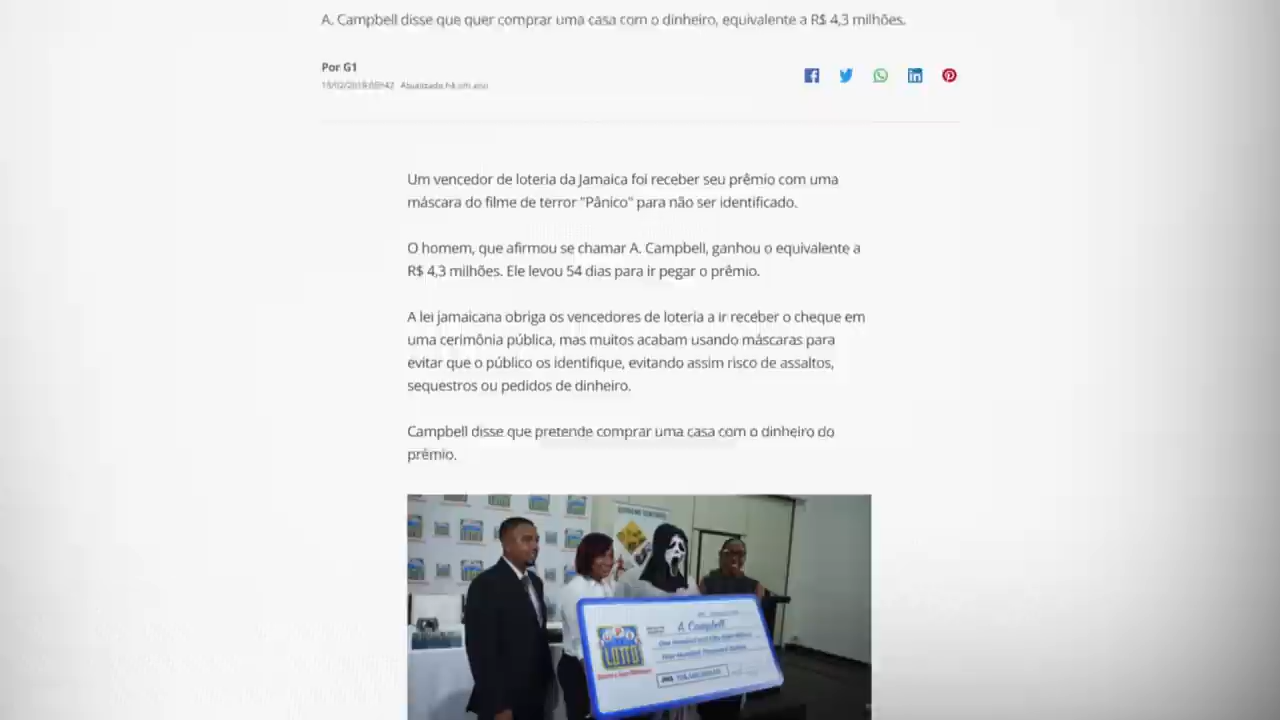 A. Campbell disse que quer comprar uma casa com o dinheiro, equivalente a R$ 4,3 milhões.
Por G1
Um vencedor de loteria da Jamaica foi receber seu prêmio com uma
máscara do filme de terror "Pânico" para não ser identificado.
O homem, que afirmou se chamar A. Campbell, ganhou o equivalente a
R$ 4,3 milhões. Ele levou 54 dias para ir pegar o prêmio.
A lei jamaicana obriga os vencedores de loteria a ir receber o cheque em
uma cerimônia pública, mas muitos acabam usando máscaras para
evitar que o público os identifique, evitando assim risco de assaltos,
sequestros ou pedidos de dinheiro.
Campbell disse que pretende comprar uma casa com o dinheiro do
prêmio.
A. Campbell
LOTTO